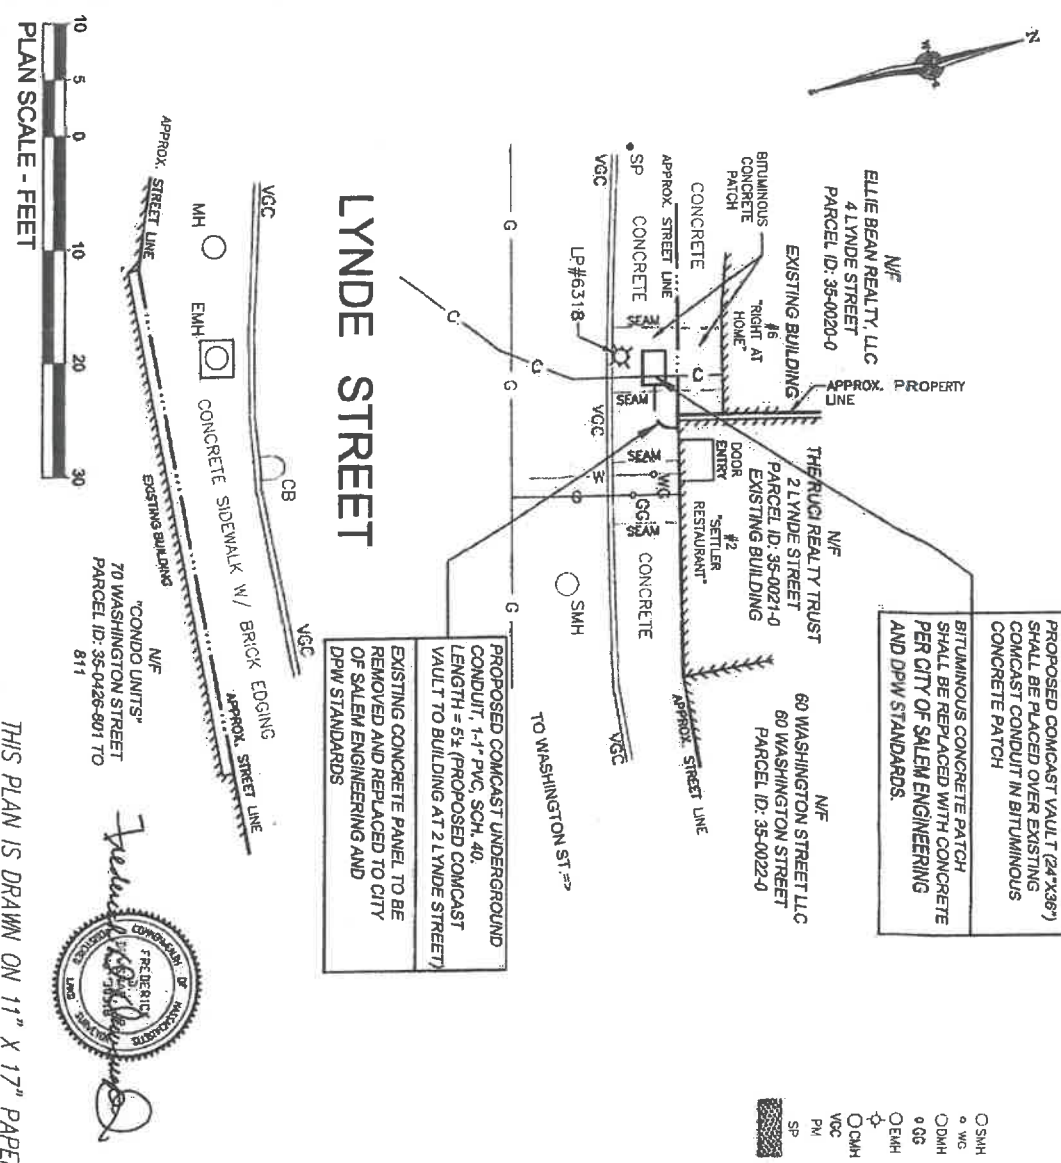 N
PROPOSED COMCAST VAULT (24"X36")
SHALL BE PLACED OVER EXISTING
COMCAST CONDUIT IN BITUMINOUS
CONCRETE PATCH
BITUMINOUS CONCRETE PATCH
SHALL BE REPLACED WITH CONCRETE
PER CITY OF SALEM ENGINEERING
AND DPW STANDARDS.
N/F
ELLIE BEAN REALTY, LLC
4 LYNDE STREET
PARCEL ID: 35-0020-0
EXISTING BUILDING
#6
"RIGHT AT
HOME"
APPROX. PROPERTY
LINE
N/F
THERUCI REALTY TRUST
2 LYNDE STREET
PARCEL ID: 35-0021-0
EXISTING BUILDING
#2
"SETTLER
RESTAURANT"
DOOR
ENTRY
N/F
60 WASHINGTON STREET LLC
60 WASHINGTON STREET
PARCEL ID: 35-0022-0
BITUMINOUS
CONCRETE
PATCH
CONCRETE
APPROX. STREET LINE
APPROX. STREET LINE
SP
CONCRETE
SEAM
SEAM
SEAM
SEAM
C
WG
GG
CONCRETE
VGC
LP#6318
VGC
W
G
SMH
VGC
G
G
G
C
C
TO WASHINGTON ST.=>
LYNDE STREET
PROPOSED COMCAST UNDERGROUND
CONDUIT, 1-1" PVC, SCH. 40.
LENGTH = 5'± (PROPOSED COMCAST
VAULT TO BUILDING AT 2 LYNDE STREET)
EXISTING CONCRETE PANEL TO BE
REMOVED AND REPLACED TO CITY
OF SALEM ENGINEERING AND
DPW STANDARDS
VGC
CB
VGC
MH
EMH
CONCRETE SIDEWALK W/ BRICK EDGING
APPROX. STREET LINE
APPROX. STREET LINE
EXISTING BUILDING
N/F
"CONDO UNITS"
70 WASHINGTON STREET
PARCEL ID: 35-0426-801 TO
811
10 5 0 10 20 30
PLAN SCALE - FEET
COMMONWEALTH OF MASSACHUSETTS
FREDERICK
THIS PLAN IS DRAWN ON 11" X 17" PAPER
SMH
WG
DMH
GG
EMH
CMH
VGC
PM
SP